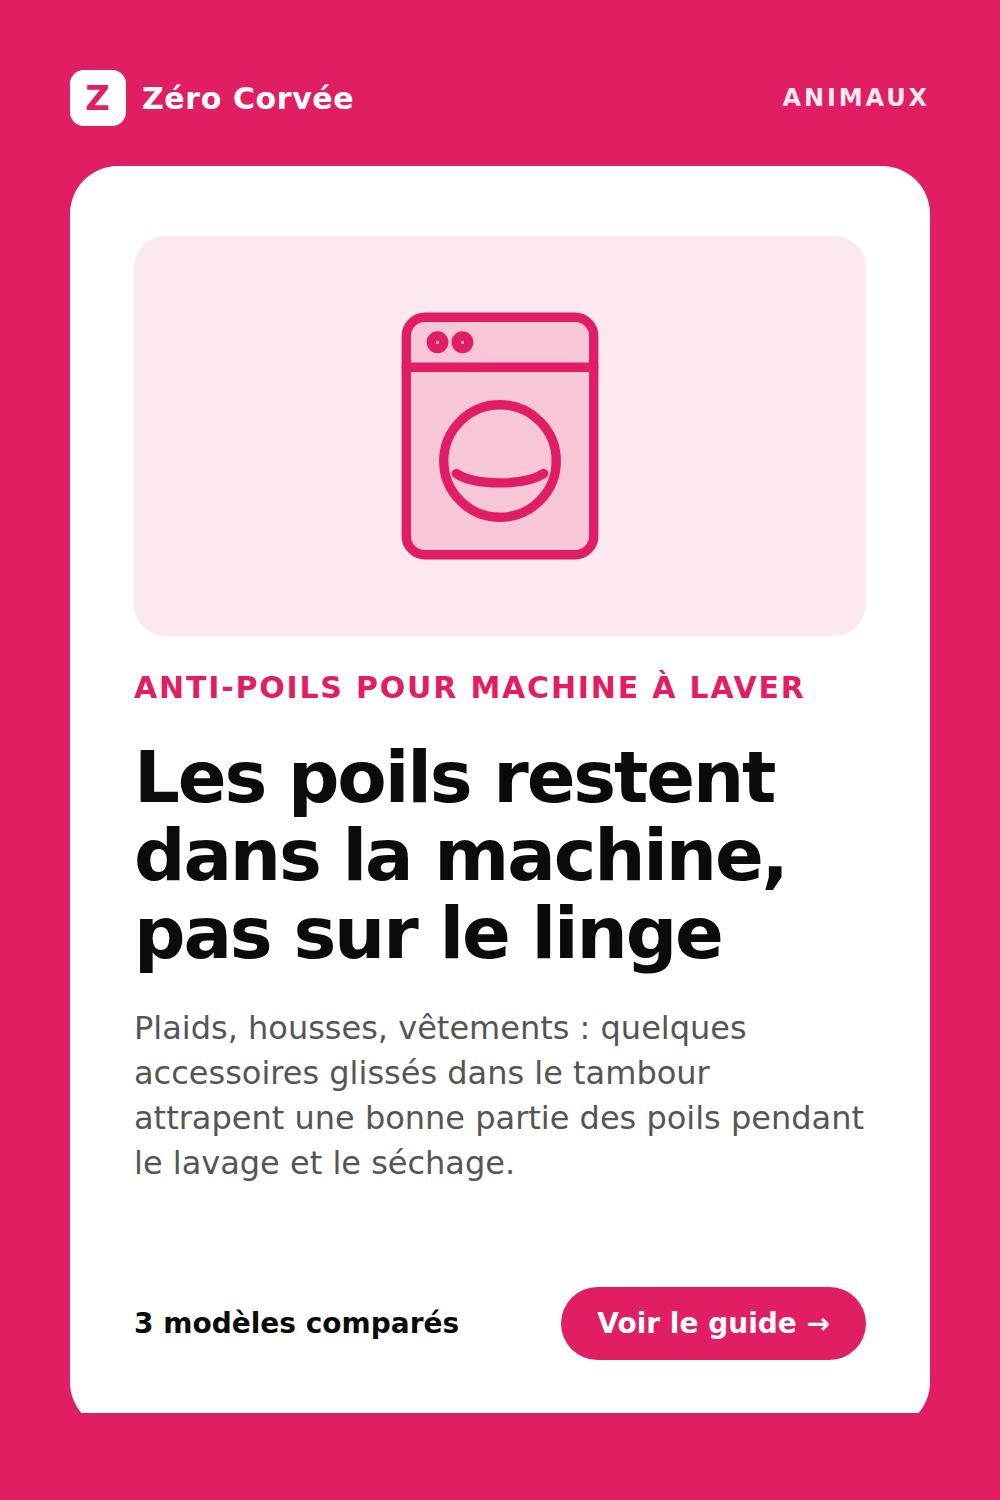 Z Zéro Corvée
ANIMAUX
ANTI-POILS POUR MACHINE À LAVER
Les poils restent
dans la machine,
pas sur le linge
Plaids, housses, vêtements : quelques
accessoires glissés dans le tambour
attrapent une bonne partie des poils pendant
le lavage et le séchage.
3 modèles comparés
Voir le guide →